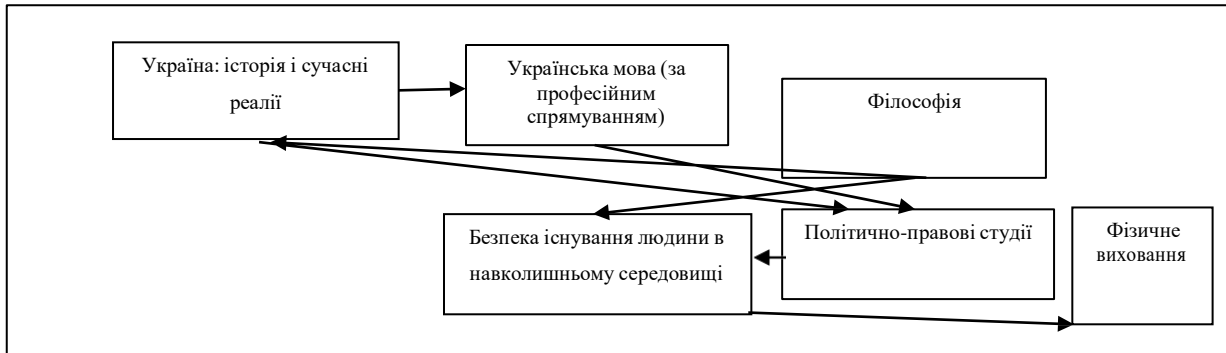 Україна: історія і сучасні
реалії
Українська мова (за
професійним
спрямуванням)
Філософія
Безпека існування людини в
навколишньому середовищі
Політично-правові студії
Фізичне
виховання